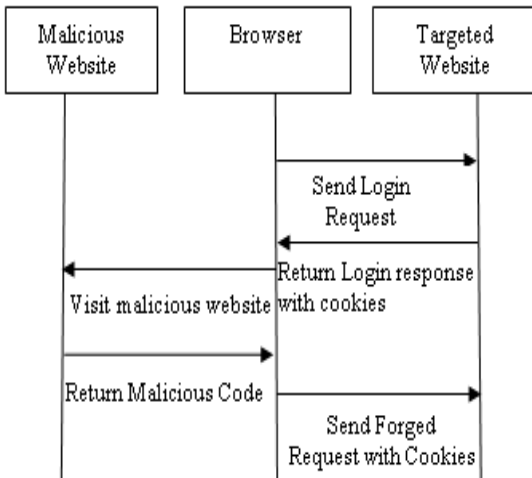 Malicious
Website
Browser
Targeted
Website
Send Login
Request
Return Login response
with cookies
Visit malicious website
Return Malicious Code
Send Forged
Request with Cookies